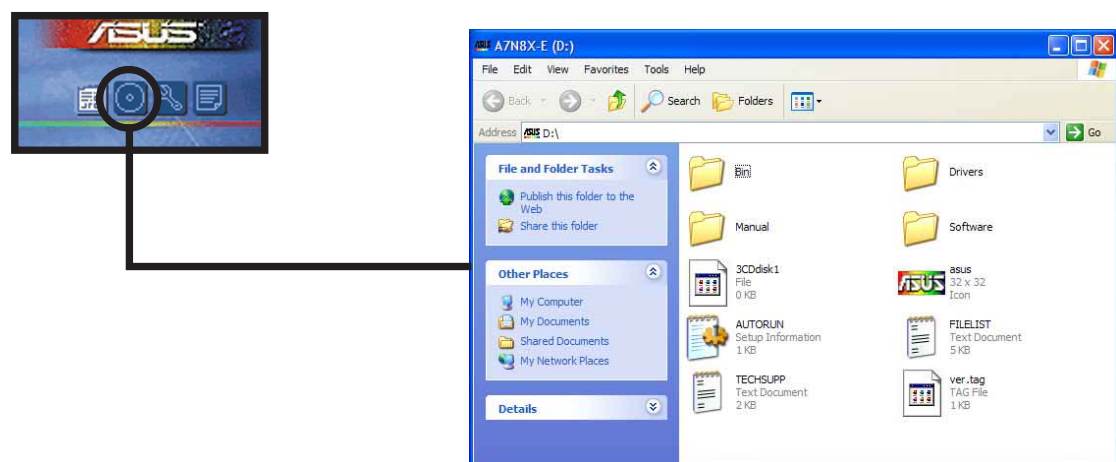 ASUS
ASUS A7N8X-E (D:)
File Edit View Favorites Tools Help
Back Search Folders
Address ASUS D:\ Go
File and Folder Tasks
Publish this folder to the
Web
Share this folder
Other Places
My Computer
My Documents
Shared Documents
My Network Places
Details
Bin
Drivers
Manual
Software
3CDdisk1
File
0 KB
ASUS
asus
32 x 32
Icon
AUTORUN
Setup Information
1 KB
FILELIST
Text Document
5 KB
TECHSUPP
Text Document
2 KB
ver.tag
TAG File
1 KB